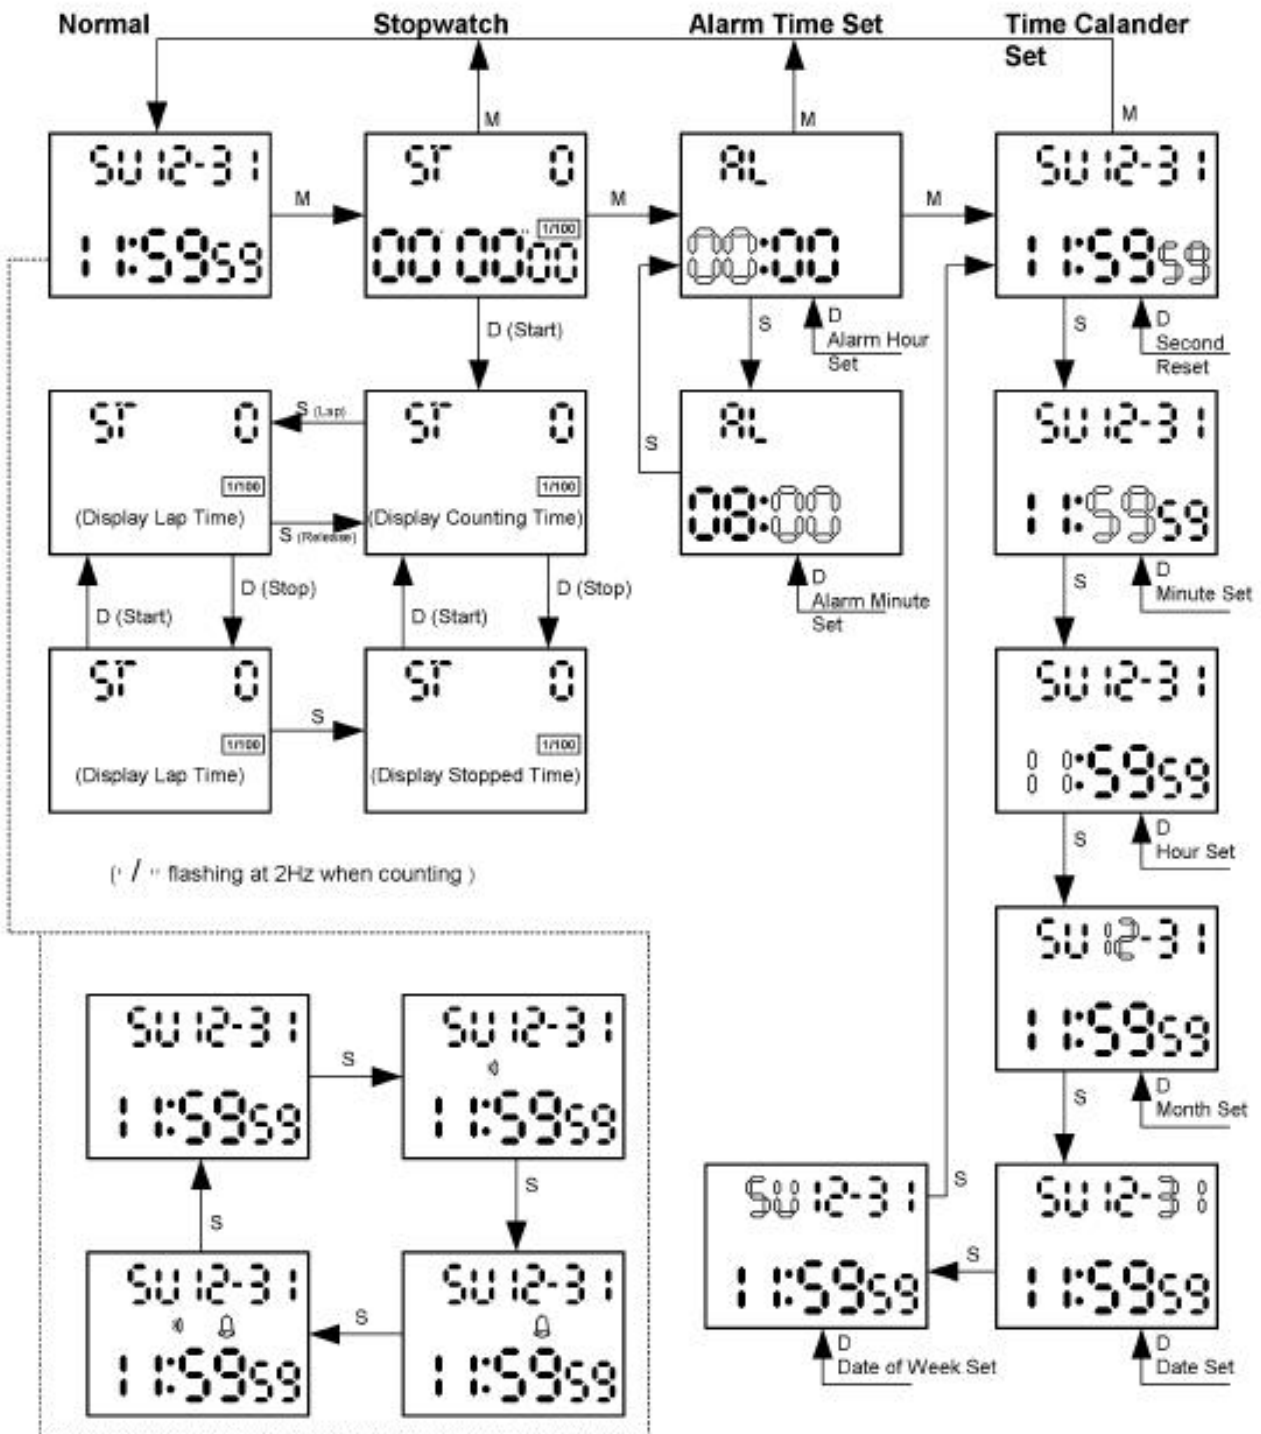 Normal
Stopwatch
Alarm Time Set
Time Calander
Set
M
M
M
SU 12-31
ST 0
AL
SU 12-31
M
M
M
11:59 59
00' 00'' 00
1/100
00:00
11:59 59
D (Start)
S
D
Alarm Hour
Set
S
D
Second
Reset
ST 0
S (Lap)
ST 0
AL
SU 12-31
S
1/100
1/100
(Display Lap Time)
(Display Counting Time)
08:00
11:59 59
S (Release)
D (Start)
D (Stop)
D (Start)
D (Stop)
D
Alarm Minute
Set
S
D
Minute Set
ST 0
ST 0
SU 12-31
S
1/100
1/100
(Display Lap Time)
(Display Stopped Time)
11:59 59
S
D
Hour Set
(' / '' flashing at 2Hz when counting )
SU 12-31
11:59 59
S
D
Month Set
SU 12-31
S
SU 12-31
11:59 59
11:59 59
S
S
SU 12-31
11:59 59
S
SU 12-31
11:59 59
SU 12-31
S
SU 12-31
11:59 59
S
SU 12-31
11:59 59
D
Date of Week Set
D
Date Set